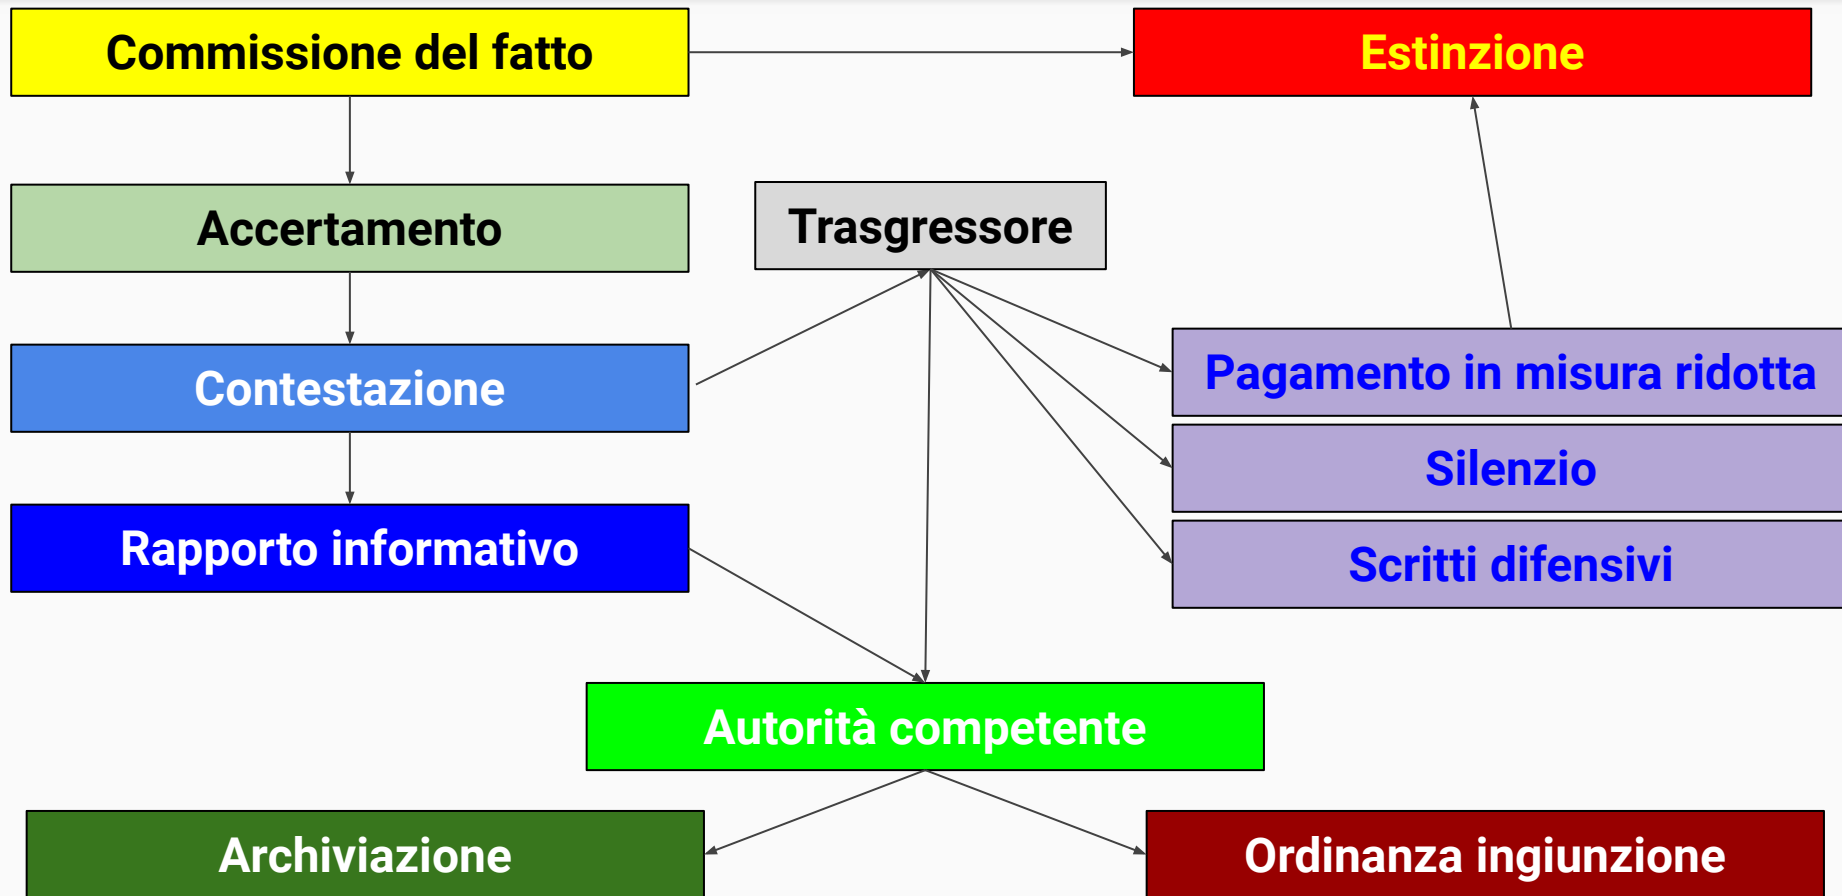 Commissione del fatto
Estinzione
Accertamento
Trasgressore
Contestazione
Pagamento in misura ridotta
Silenzio
Rapporto informativo
Scritti difensivi
Autorità competente
Archiviazione
Ordinanza ingiunzione